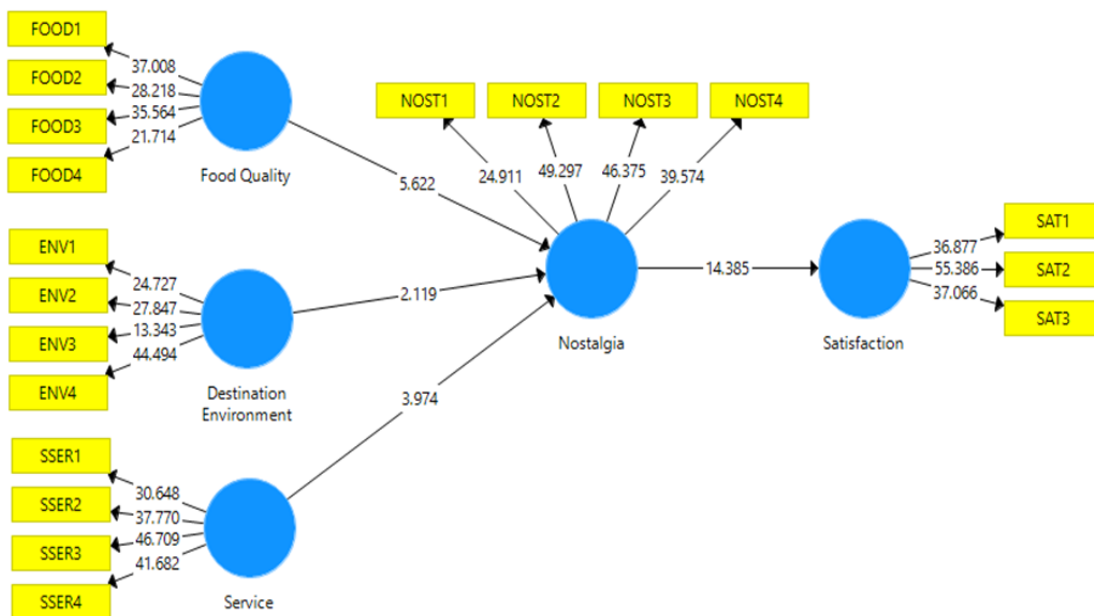 FOOD1
FOOD2
FOOD3
FOOD4
37.008
28.218
35.564
21.714
Food Quality
ENV1
ENV2
ENV3
ENV4
24.727
27.847
13.343
44.494
Destination
Environment
SSER1
SSER2
SSER3
SSER4
30.648
37.770
46.709
41.682
Service
5.622
2.119
3.974
NOST1
NOST2
NOST3
NOST4
24.911
49.297
46.375
39.574
Nostalgia
14.385
Satisfaction
36.877
55.386
37.066
SAT1
SAT2
SAT3